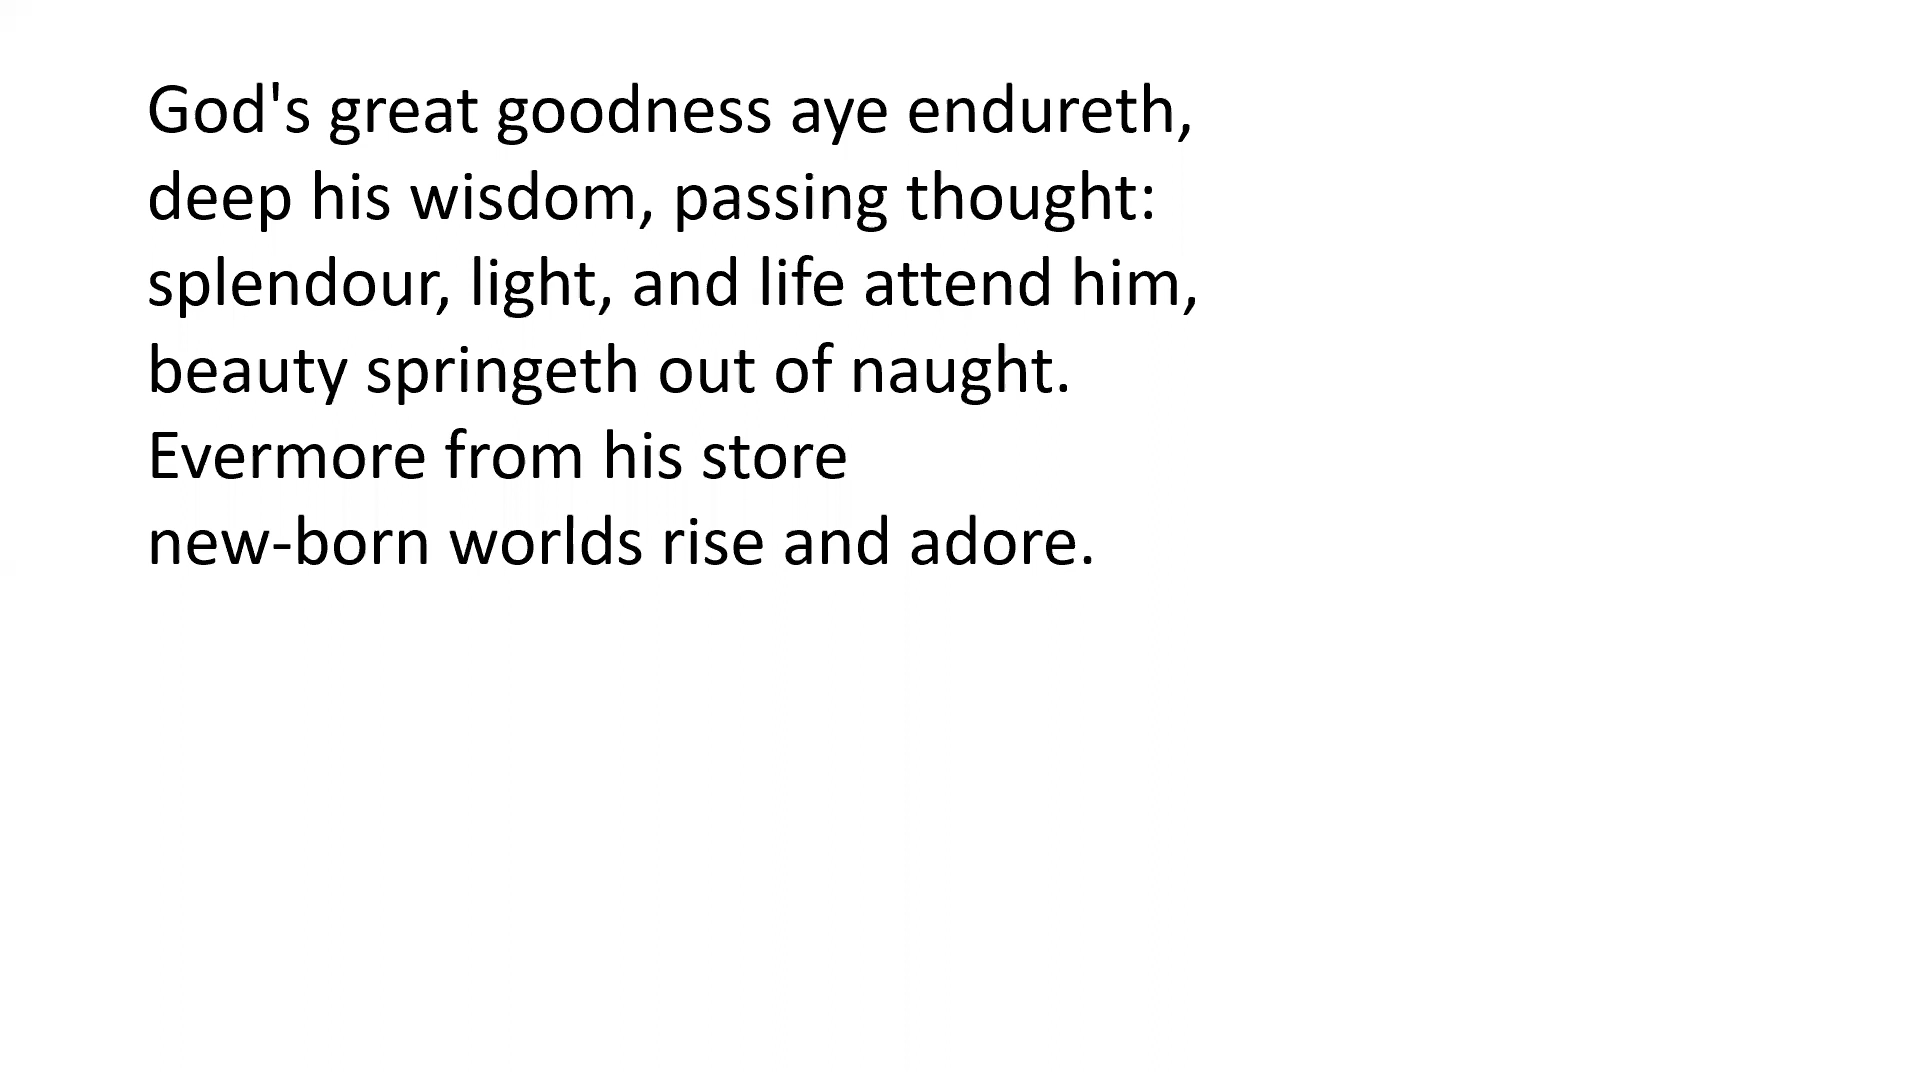 God's great goodness aye endureth,
deep his wisdom, passing thought:
splendour, light, and life attend him,
beauty springeth out of naught.
Evermore from his store
new-born worlds rise and adore.